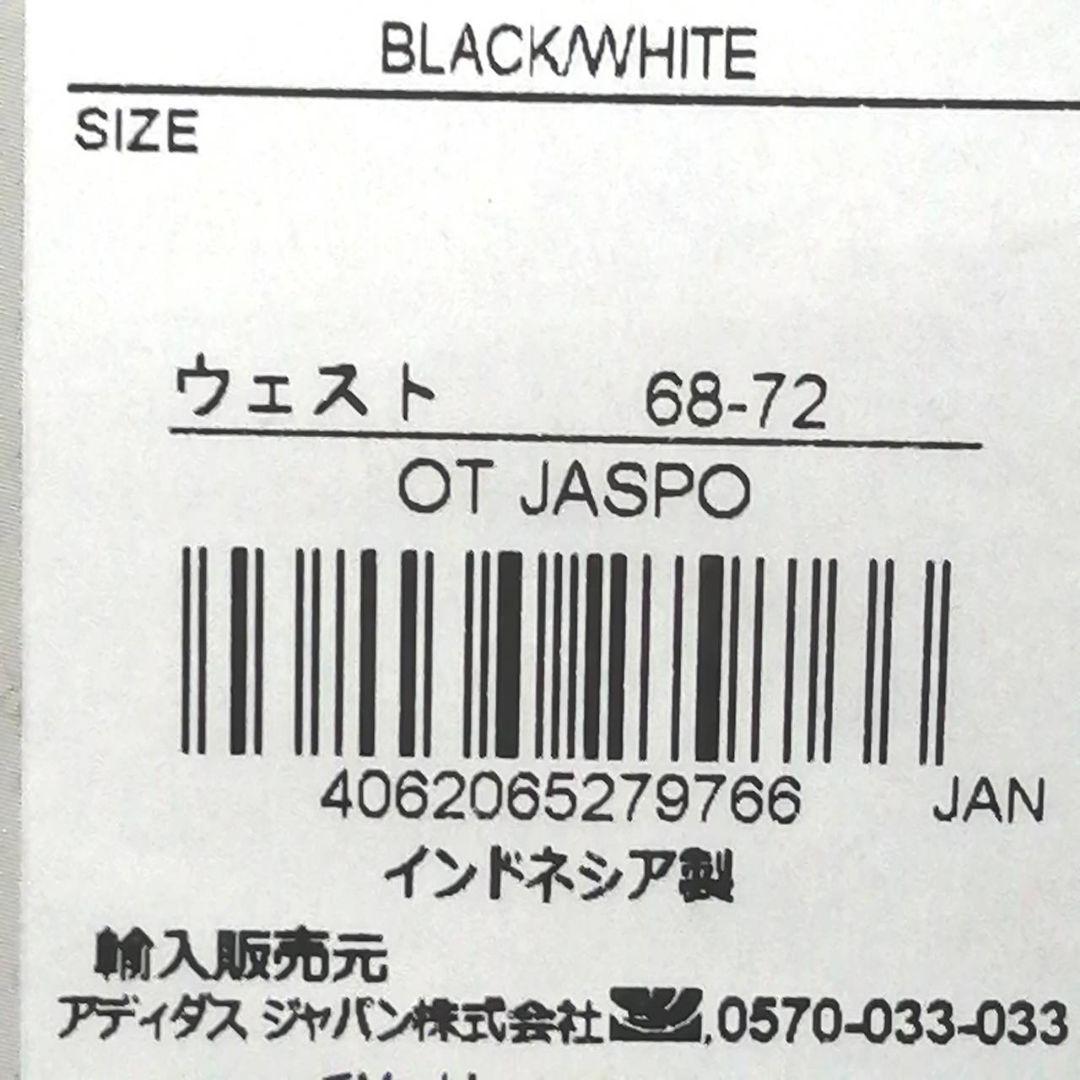 BLACK/WHITE
SIZE
ウェスト 68-72
OT JASPO
4062065279766 JAN
インドネシア製
輸入販売元
アディダス ジャパン株式会社 0570-033-033